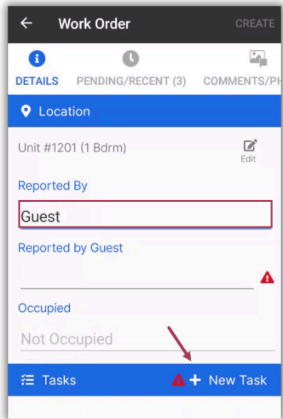 Work Order CREATE
DETAILS PENDING/RECENT (3) COMMENTS/PH
Location
Unit #1201 (1 Bdrm)
Edit
Reported By
Guest
Reported by Guest
Occupied
Not Occupied
Tasks + New Task